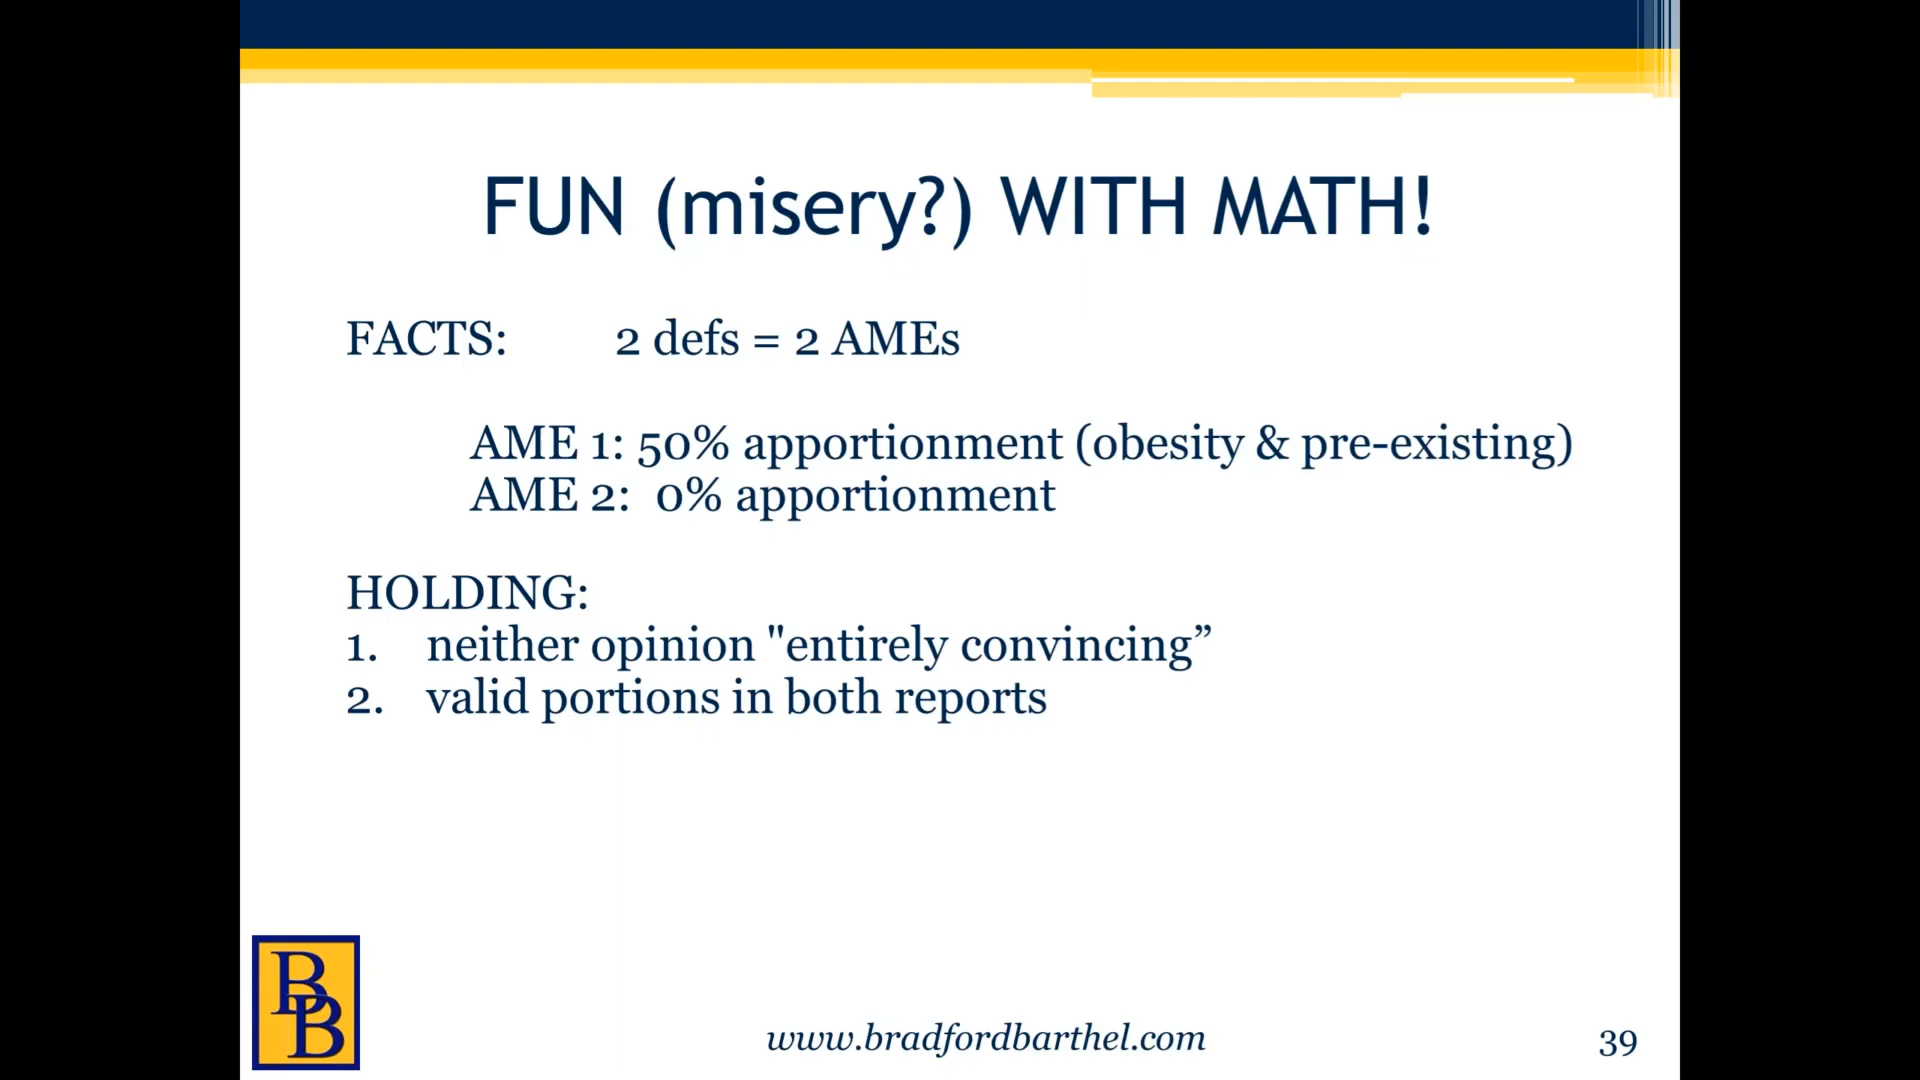 FUN (misery?) WITH MATH!
FACTS: 2 defs = 2 AMEs
AME 1: 50% apportionment (obesity & pre-existing)
AME 2: 0% apportionment
HOLDING:
1. neither opinion "entirely convincing”
2. valid portions in both reports
BB
www.bradfordbarthel.com
39